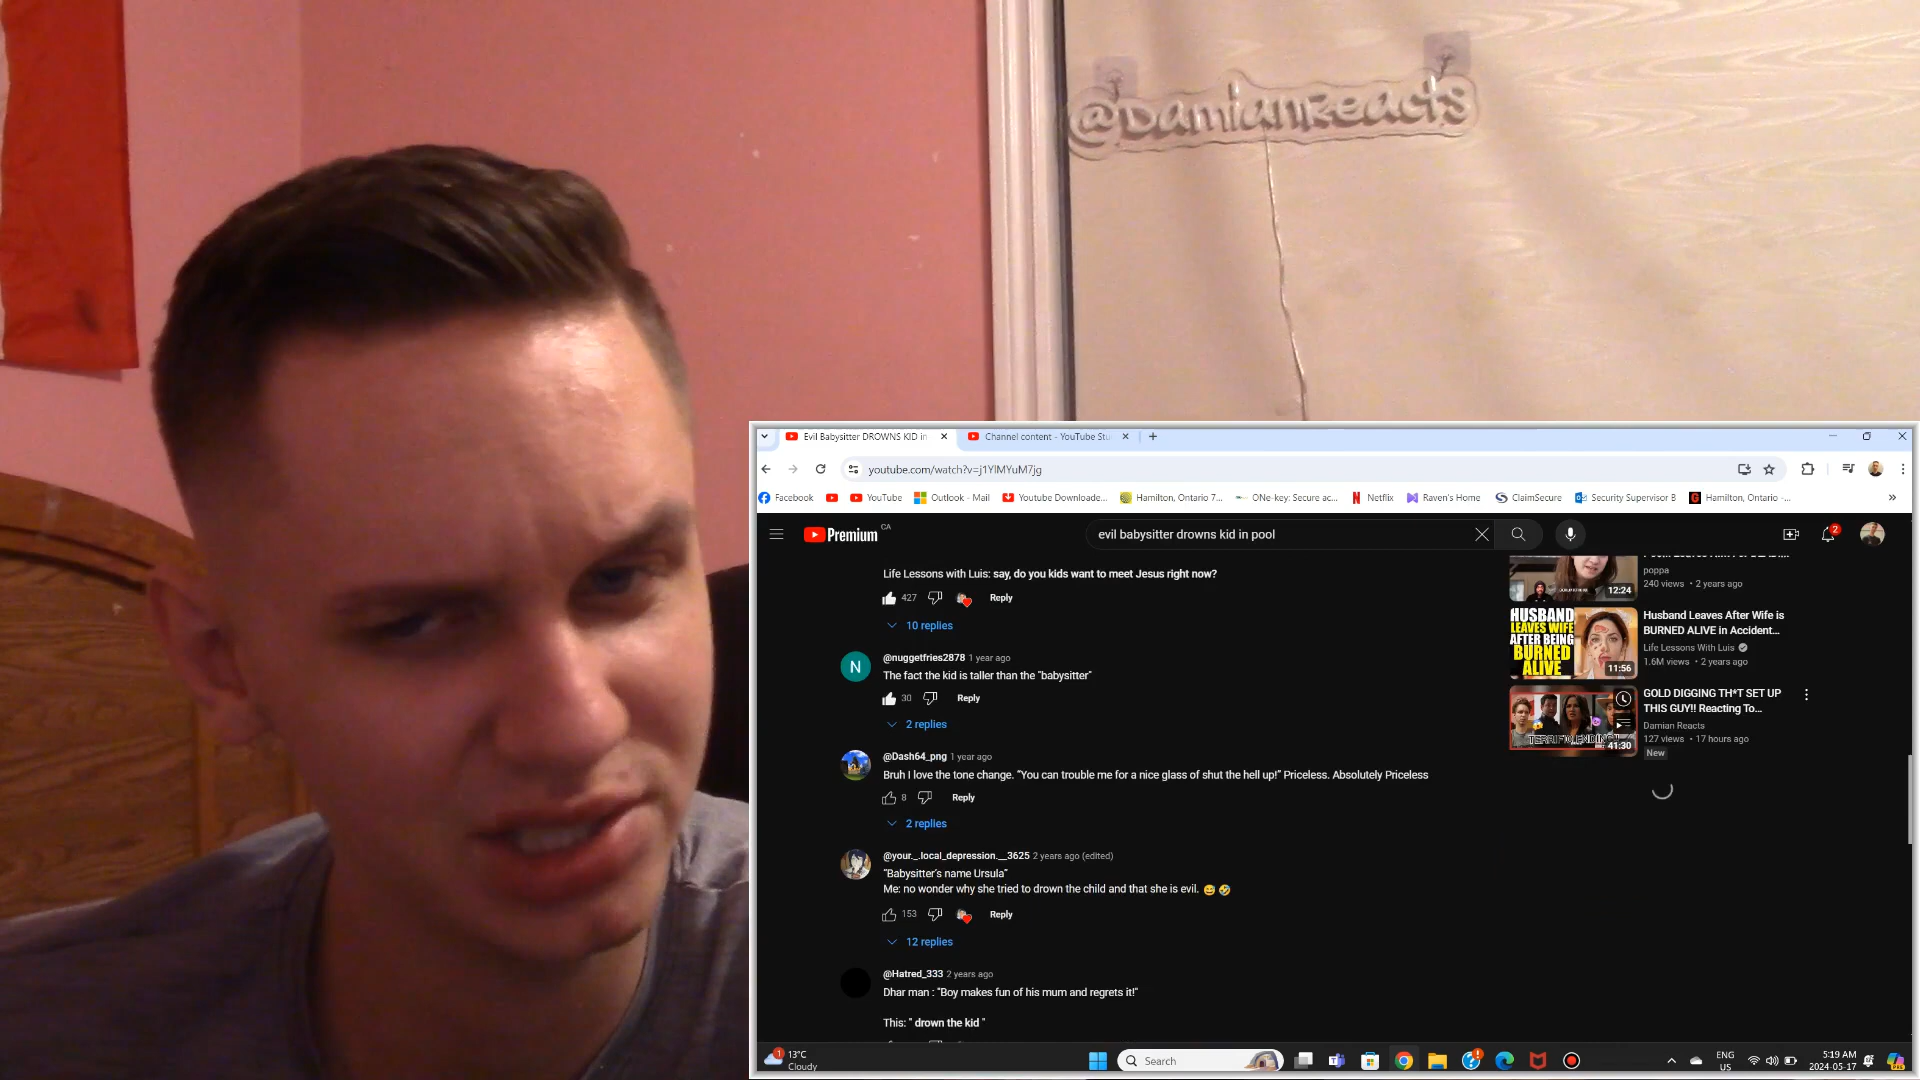 @DamianReacts
Evil Babysitter DROWNS KID in
Channel content - YouTube Stu
youtube.com/watch?v=j1YlMYuM7jg
Facebook
YouTube
Outlook - Mail
Youtube Downloade...
Hamilton, Ontario 7...
ONe-key: Secure ac...
Netflix
Raven's Home
ClaimSecure
Security Supervisor B
Hamilton, Ontario -...
Premium CA
evil babysitter drowns kid in pool
2
Life Lessons with Luis: say, do you kids want to meet Jesus right now?
427 Reply
10 replies
N
@nuggetfries2878 1 year ago
The fact the kid is taller than the "babysitter"
30 Reply
2 replies
@Dash64_png 1 year ago
Bruh I love the tone change. "You can trouble me for a nice glass of shut the hell up!" Priceless. Absolutely Priceless
8 Reply
2 replies
@your._.local_depression.__3625 2 years ago (edited)
"Babysitter's name Ursula"
Me: no wonder why she tried to drown the child and that she is evil. 😅 🤣
153 Reply
12 replies
@Hatred_333 2 years ago
Dhar man : "Boy makes fun of his mum and regrets it!"
This: " drown the kid "
poppa
240 views • 2 years ago
12:24
HUSBAND
LEAVES WIFE
AFTER BEING
BURNED
ALIVE
11:56
Husband Leaves After Wife is
BURNED ALIVE in Accident...
Life Lessons With Luis
1.6M views • 2 years ago
TERRIFIC ENDING
41:30
GOLD DIGGING TH*T SET UP
THIS GUY!! Reacting To...
Damian Reacts
127 views • 17 hours ago
New
1
13°C
Cloudy
Search
ENG
US
5:19 AM
2024-05-17